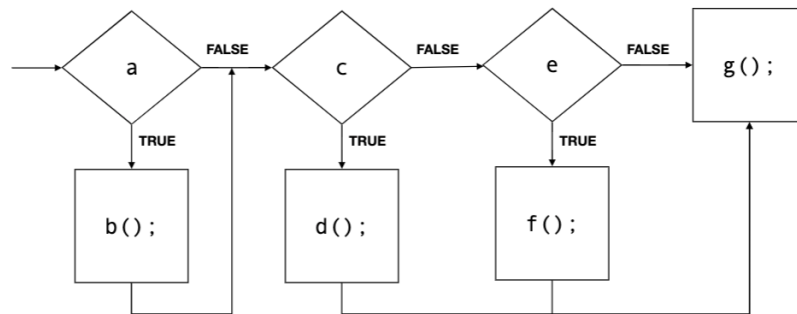 a
FALSE
c
FALSE
e
FALSE
g();
TRUE
TRUE
TRUE
b();
d();
f();